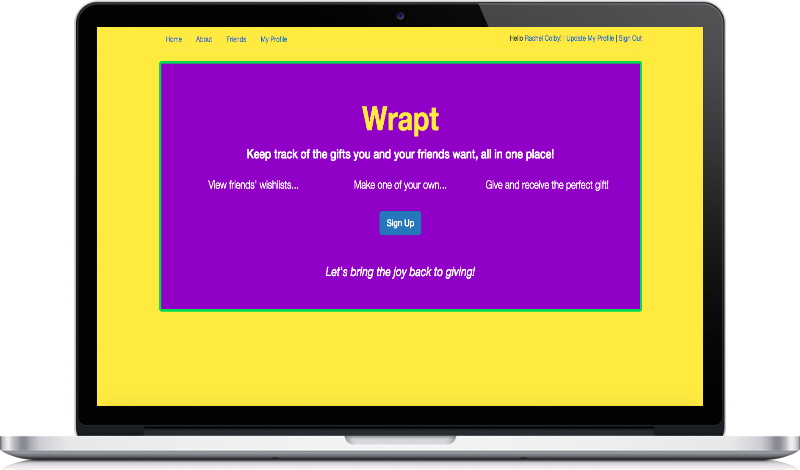 Home About Friends My Profile Hello Rachel Colby! | Update My Profile | Sign Out
Wrapt
Keep track of the gifts you and your friends want, all in one place!
View friends' wishlists... Make one of your own... Give and receive the perfect gift!
Sign Up
Let's bring the joy back to giving!